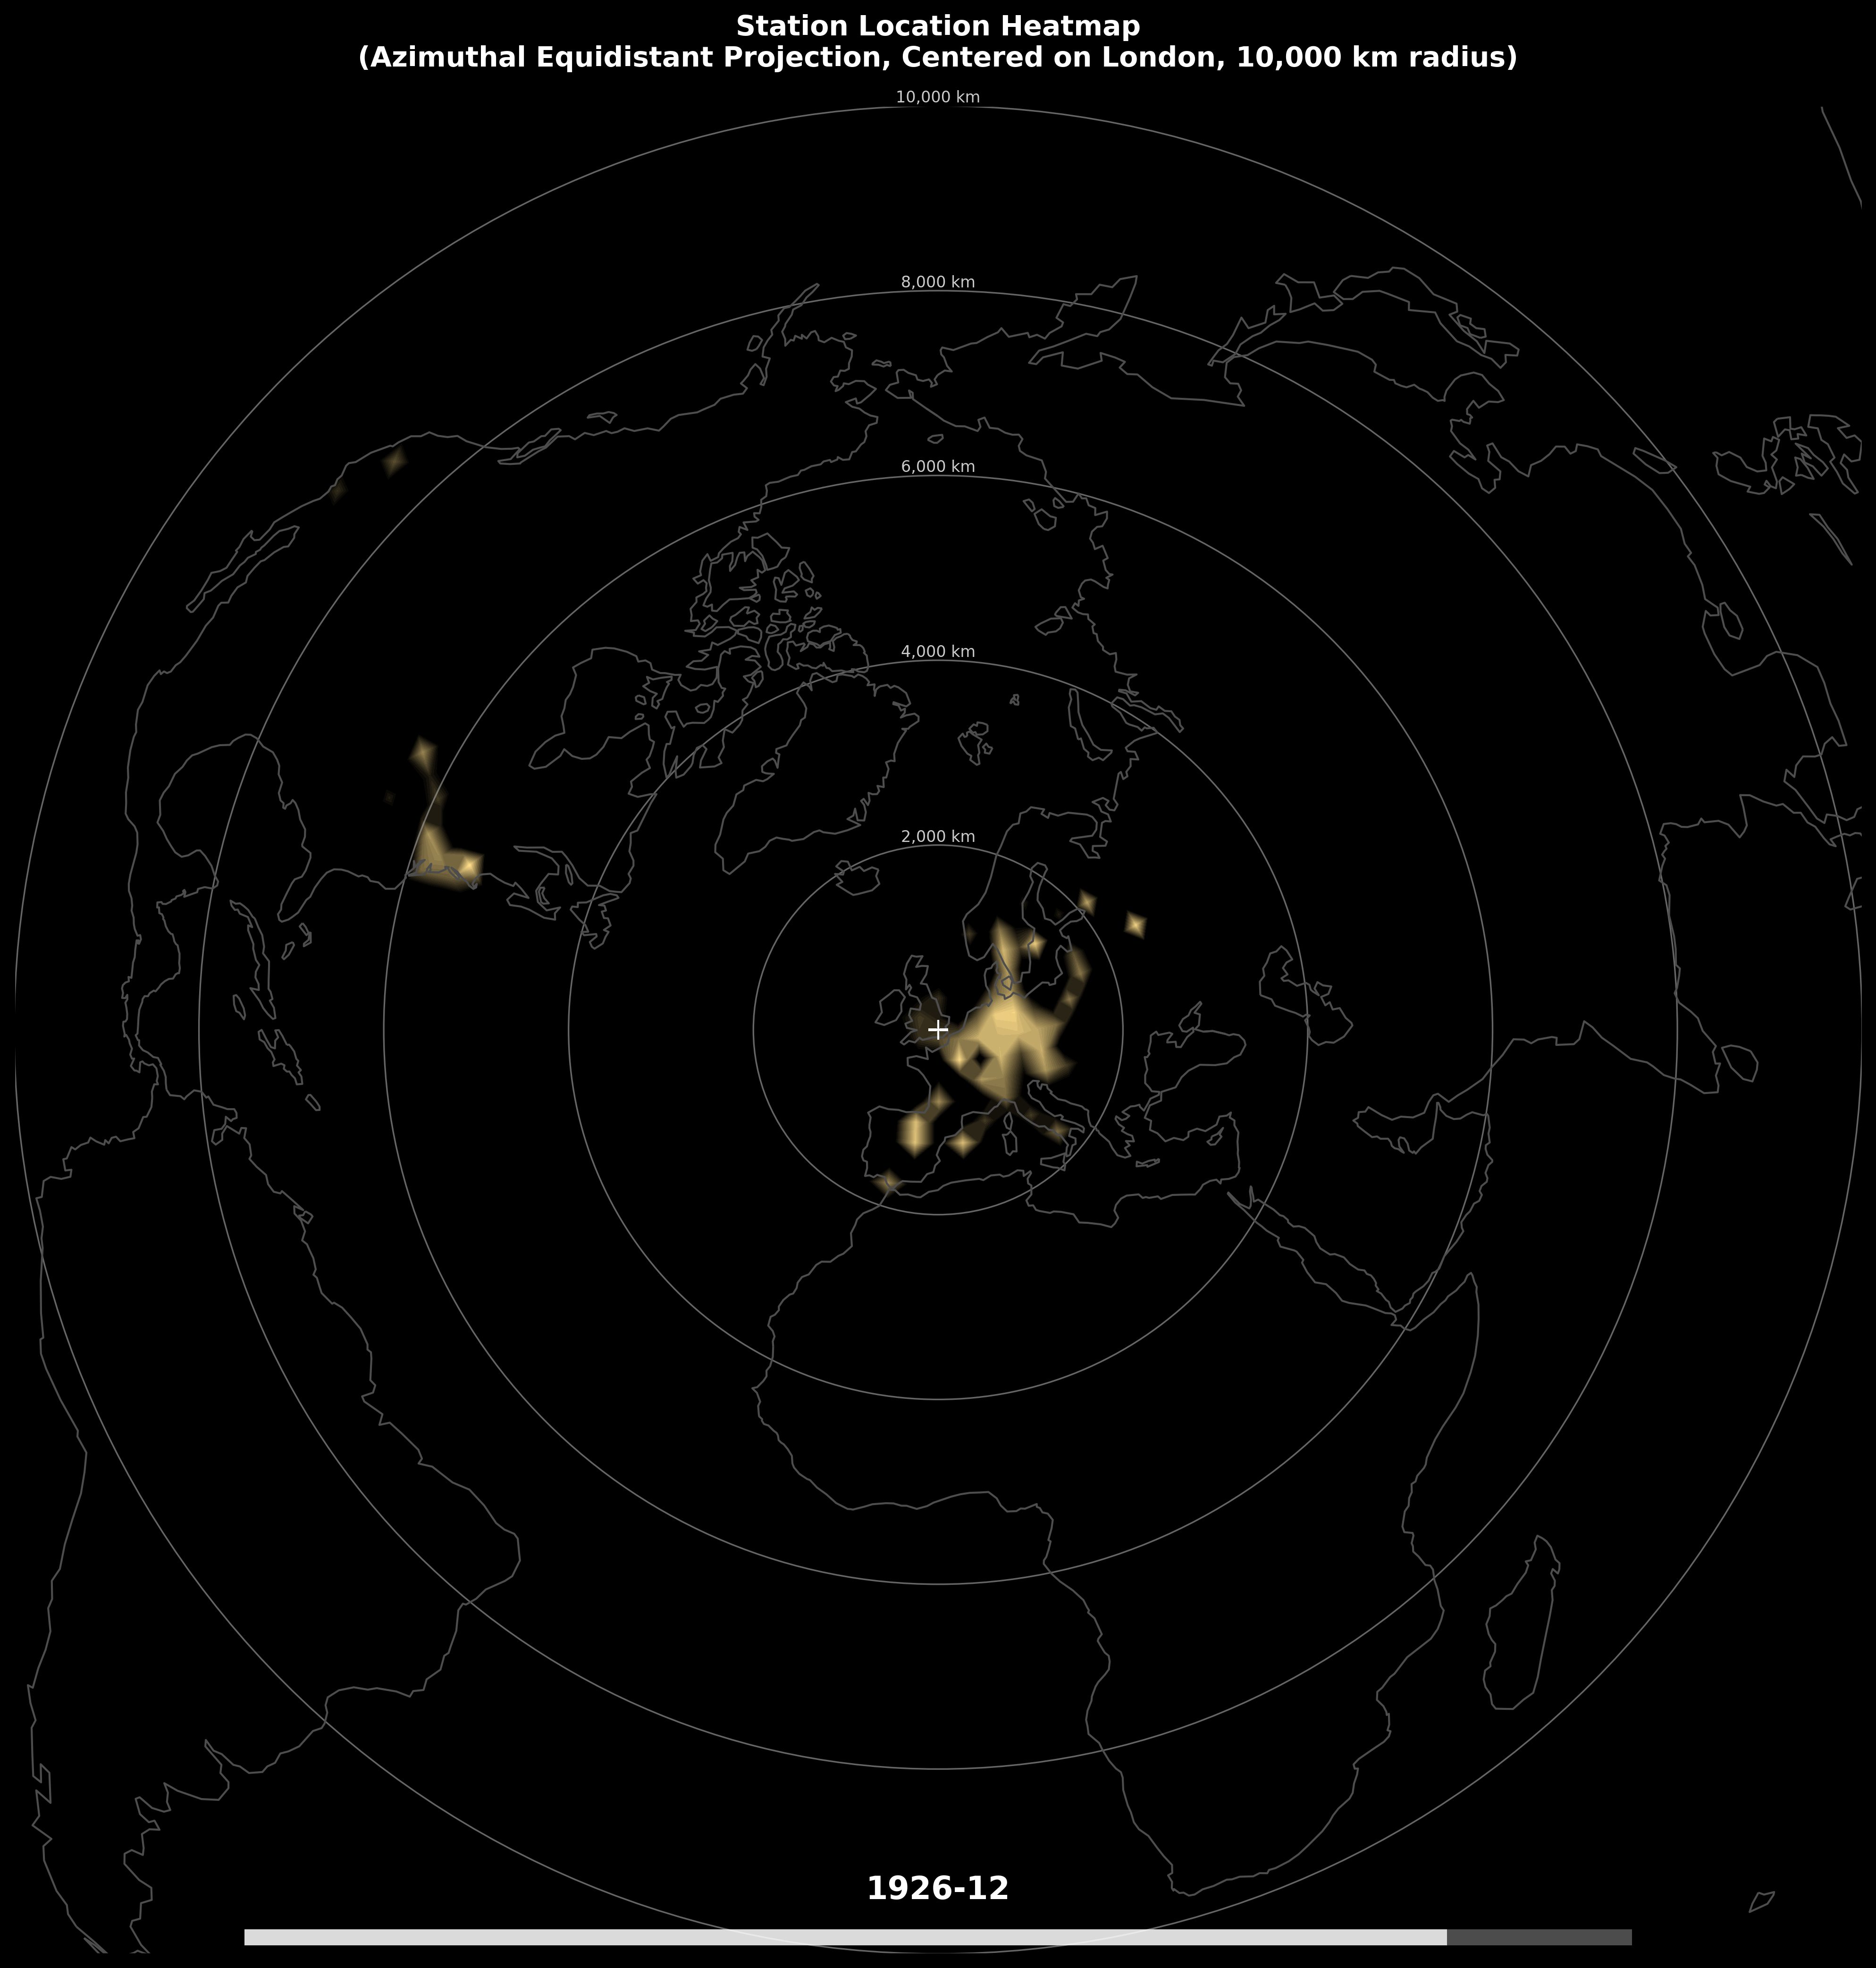 Station Location Heatmap
(Azimuthal Equidistant Projection, Centered on London, 10,000 km radius)
10,000 km
8,000 km
6,000 km
4,000 km
2,000 km
1926-12